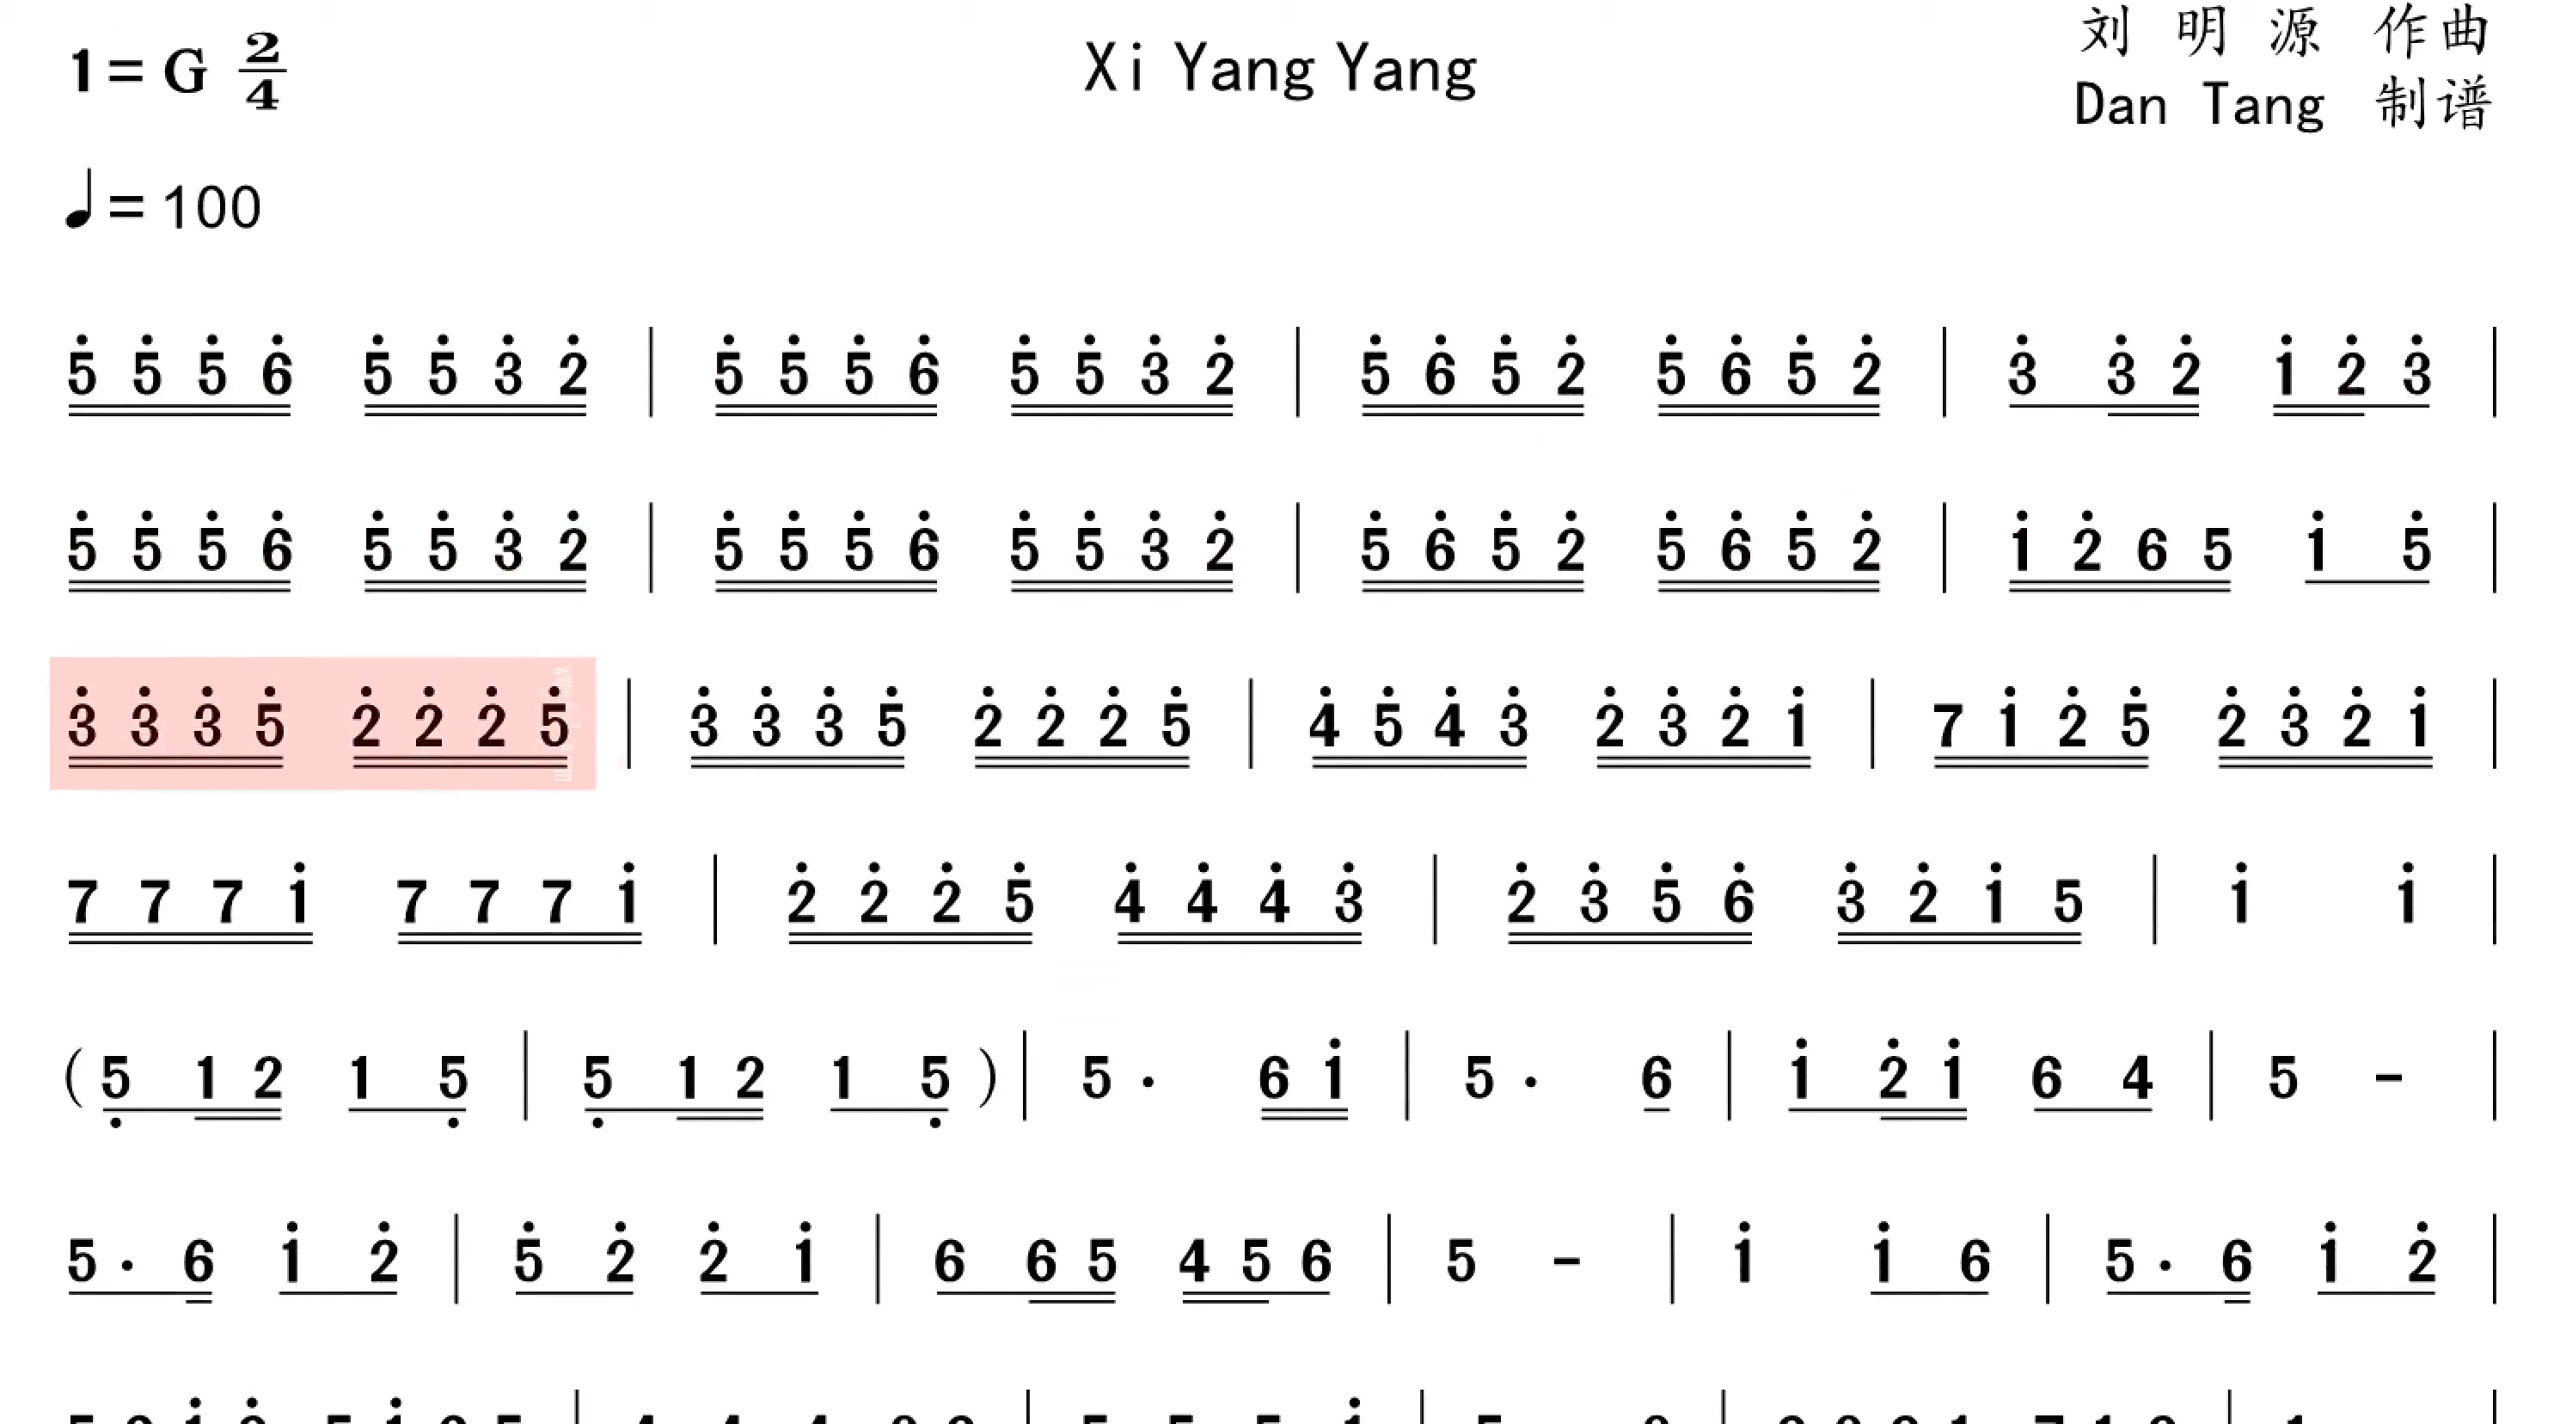 1= G 2/4 Xi Yang Yang 刘 明 源 作曲
Dan Tang 制谱
♩= 100
5̇ 5̇ 5̇ 6̇ 5̇ 5̇ 3̇ 2̇ | 5̇ 5̇ 5̇ 6̇ 5̇ 5̇ 3̇ 2̇ | 5̇ 6̇ 5̇ 2̇ 5̇ 6̇ 5̇ 2̇ | 3̇ 3̇ 2̇ 1̇ 2̇ 3̇ |
5̇ 5̇ 5̇ 6̇ 5̇ 5̇ 3̇ 2̇ | 5̇ 5̇ 5̇ 6̇ 5̇ 5̇ 3̇ 2̇ | 5̇ 6̇ 5̇ 2̇ 5̇ 6̇ 5̇ 2̇ | 1̇ 2̇ 6 5 1̇ 5̇ |
3̇ 3̇ 3̇ 5̇ 2̇ 2̇ 2̇ 5̇ | 3̇ 3̇ 3̇ 5̇ 2̇ 2̇ 2̇ 5̇ | 4̇ 5̇ 4̇ 3̇ 2̇ 3̇ 2̇ 1̇ | 7 1̇ 2̇ 5̇ 2̇ 3̇ 2̇ 1̇ |
7 7 7 1̇ 7 7 7 1̇ | 2̇ 2̇ 2̇ 5̇ 4̇ 4̇ 4̇ 3̇ | 2̇ 3̇ 5̇ 6̇ 3̇ 2̇ 1̇ 5 | 1̇ 1̇ |
( 5̣ 1 2 1 5̣ | 5̣ 1 2 1 5̣ ) | 5 · 6 1̇ | 5 · 6 | 1̇ 2̇ 1̇ 6 4 | 5 - |
5 · 6 1̇ 2̇ | 5̇ 2̇ 2̇ 1̇ | 6 6 5 4 5 6 | 5 - | 1̇ 1̇ 6 | 5 · 6 1̇ 2̇ |